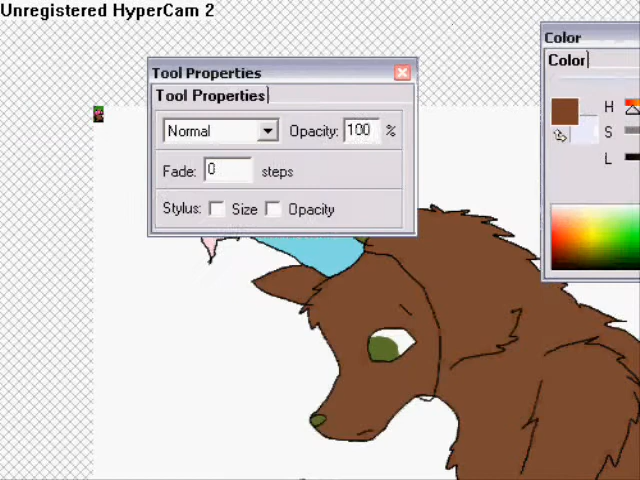 Unregistered HyperCam 2
Color
Tool Properties
Color
Tool Properties
H
Normal Opacity: 100 %
S
L
Fade: 0 steps
Stylus: Size Opacity